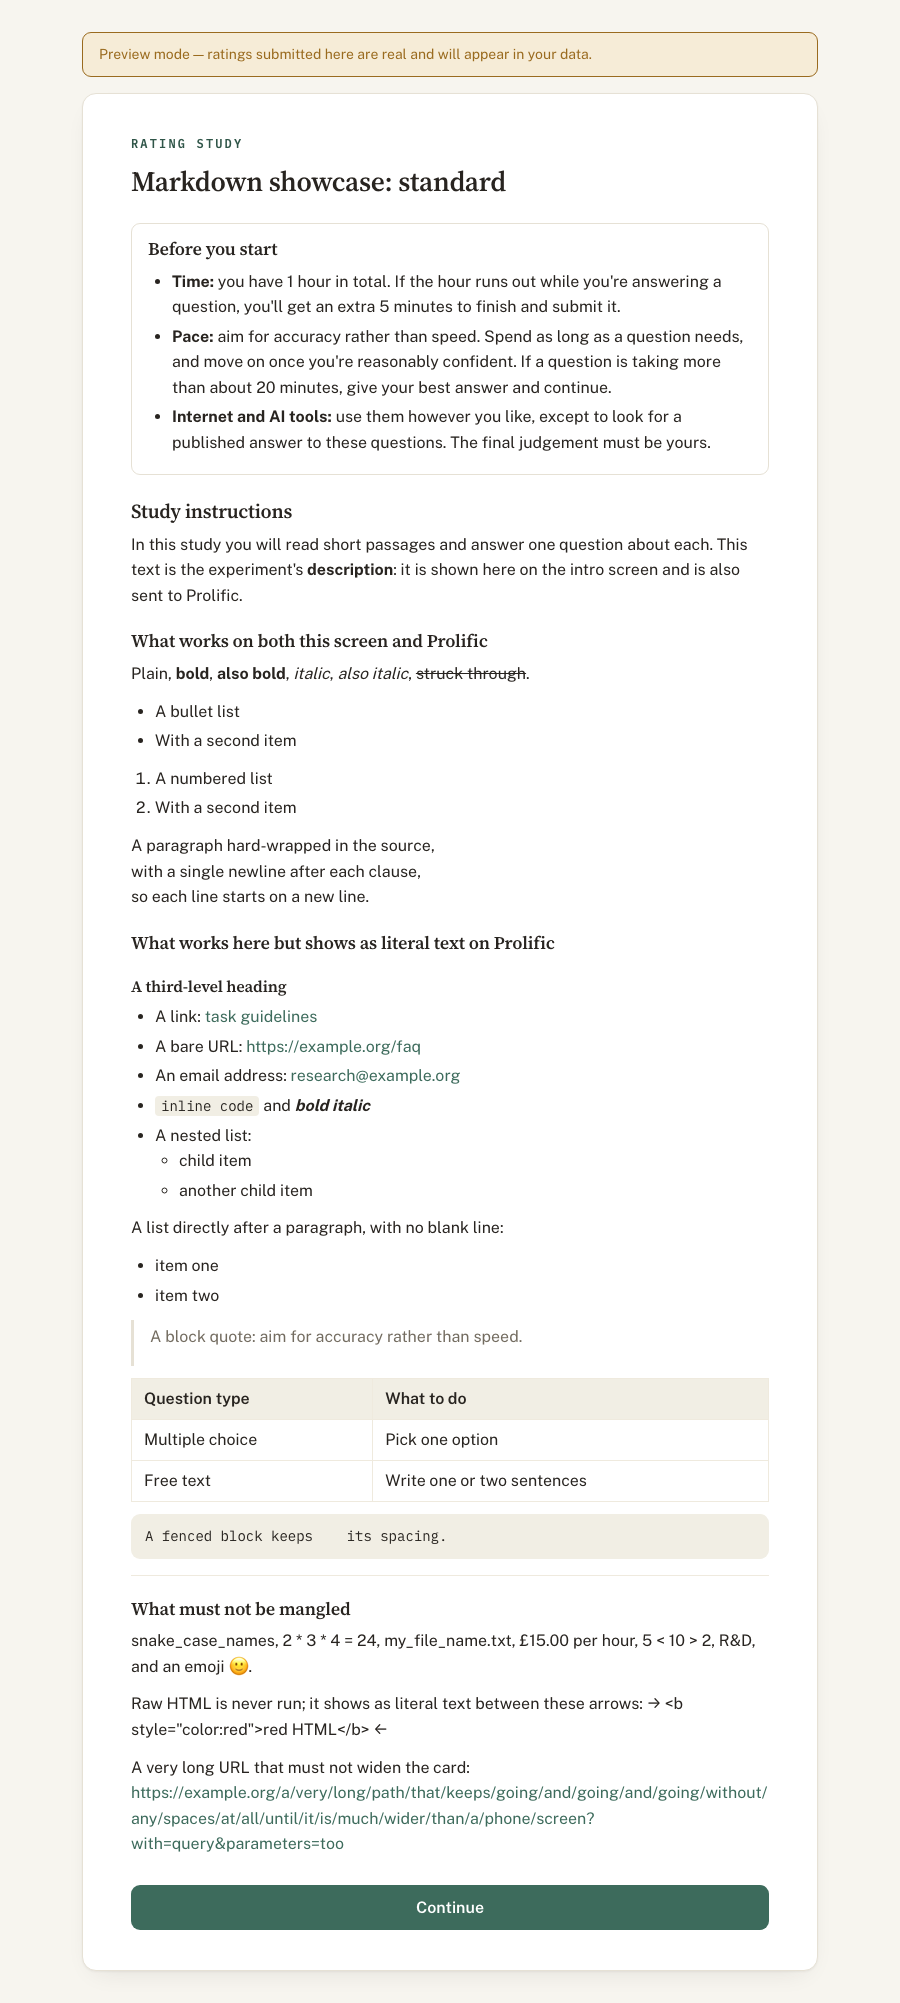 Preview mode — ratings submitted here are real and will appear in your data.
RATING STUDY
Markdown showcase: standard
Before you start
• Time: you have 1 hour in total. If the hour runs out while you're answering a
question, you'll get an extra 5 minutes to finish and submit it.
• Pace: aim for accuracy rather than speed. Spend as long as a question needs,
and move on once you're reasonably confident. If a question is taking more
than about 20 minutes, give your best answer and continue.
• Internet and AI tools: use them however you like, except to look for a
published answer to these questions. The final judgement must be yours.
Study instructions
In this study you will read short passages and answer one question about each. This
text is the experiment's description: it is shown here on the intro screen and is also
sent to Prolific.
What works on both this screen and Prolific
Plain, bold, also bold, italic, also italic, struck through.
• A bullet list
• With a second item
1. A numbered list
2. With a second item
A paragraph hard-wrapped in the source,
with a single newline after each clause,
so each line starts on a new line.
What works here but shows as literal text on Prolific
A third-level heading
• A link: task guidelines
• A bare URL: https://example.org/faq
• An email address: research@example.org
• inline code and bold italic
• A nested list:
◦ child item
◦ another child item
A list directly after a paragraph, with no blank line:
• item one
• item two
A block quote: aim for accuracy rather than speed.
Question type What to do
Multiple choice Pick one option
Free text Write one or two sentences
A fenced block keeps    its spacing.
What must not be mangled
snake_case_names, 2 * 3 * 4 = 24, my_file_name.txt, £15.00 per hour, 5 < 10 > 2, R&D,
and an emoji 🙂.
Raw HTML is never run; it shows as literal text between these arrows: → <b
style="color:red">red HTML</b> ←
A very long URL that must not widen the card:
https://example.org/a/very/long/path/that/keeps/going/and/going/and/going/without/
any/spaces/at/all/until/it/is/much/wider/than/a/phone/screen?
with=query&parameters=too
Continue